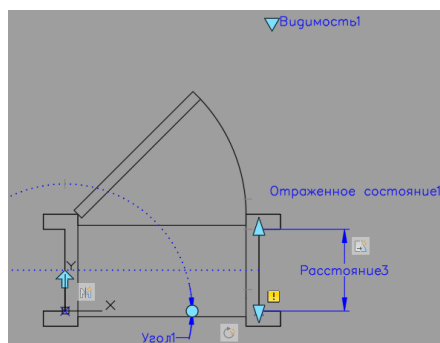 Видимость1
Отраженное состояние1
Y
Расстояние3
X
Угол1